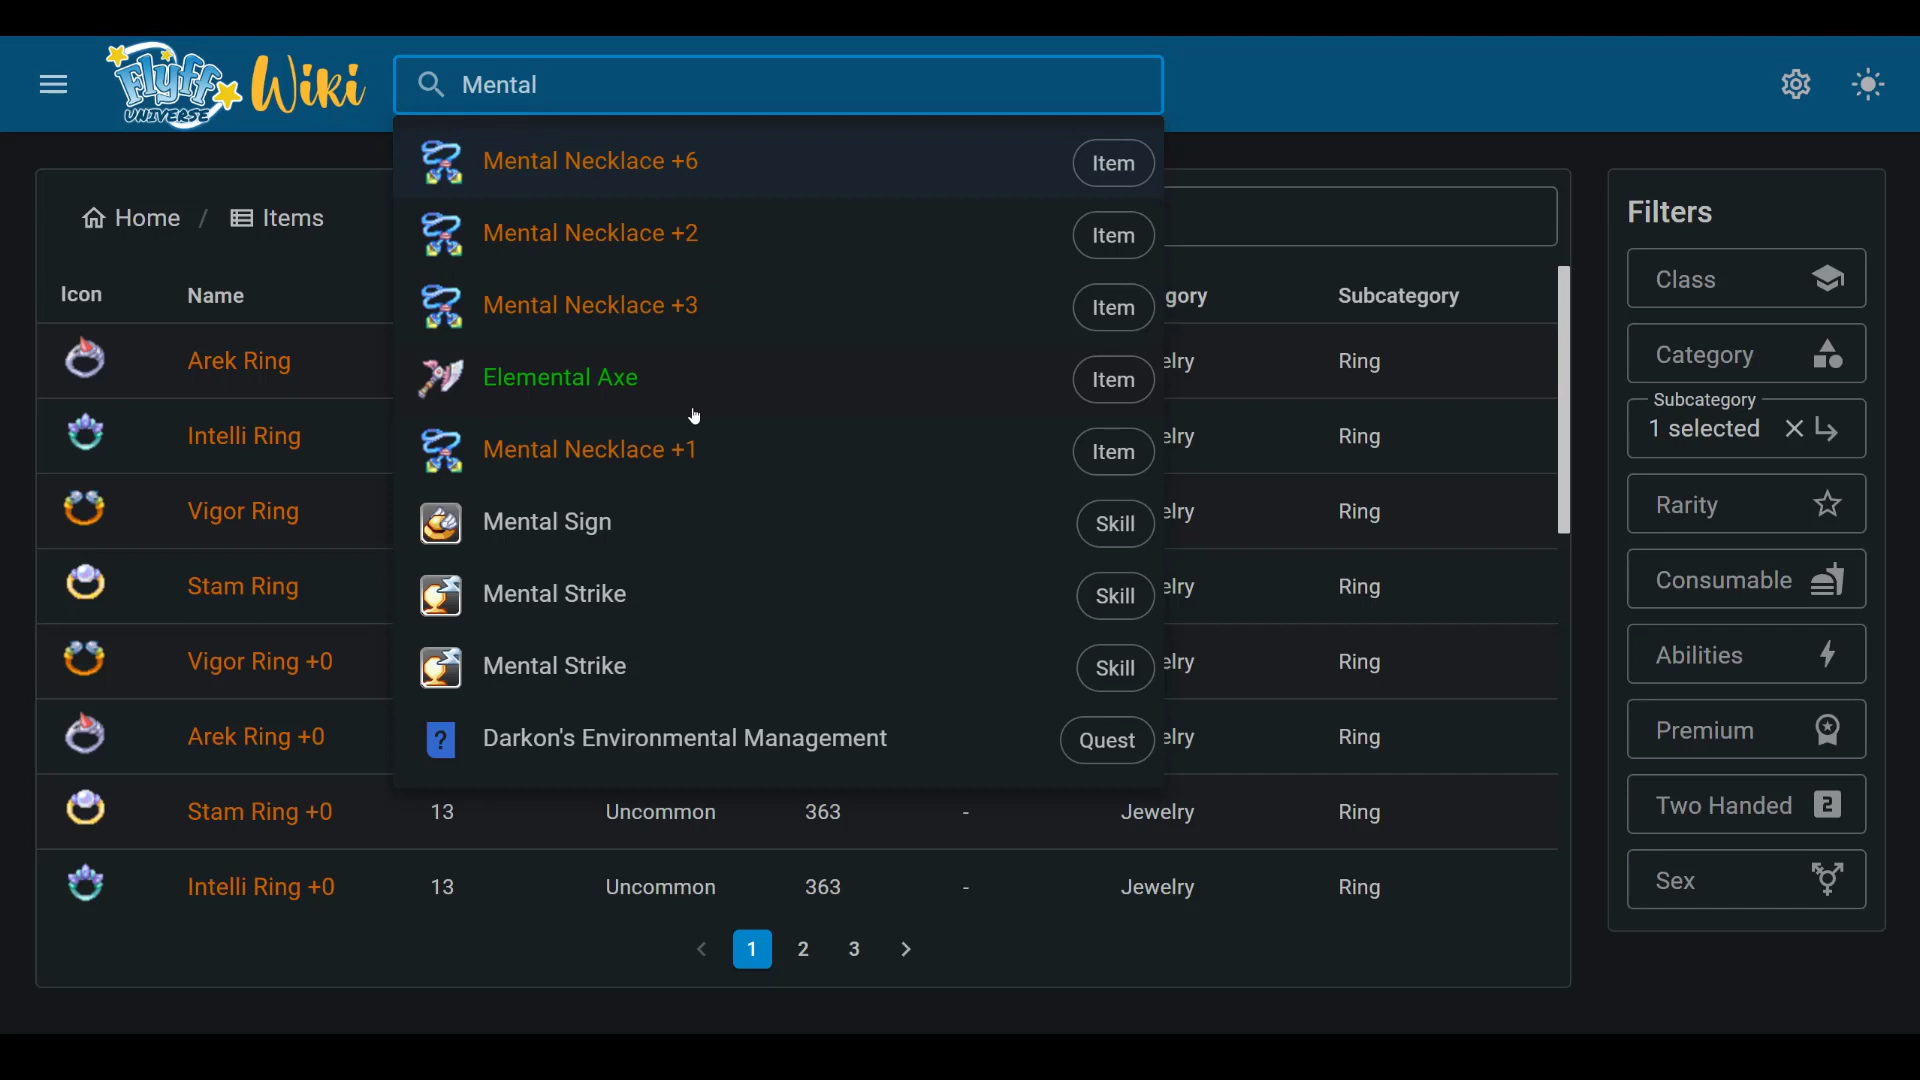 Flyff UNIVERSE Wiki
Mental
Mental Necklace +6 Item
Mental Necklace +2 Item
Mental Necklace +3 Item
Elemental Axe Item
Mental Necklace +1 Item
Mental Sign Skill
Mental Strike Skill
Mental Strike Skill
Darkon's Environmental Management Quest
Home / Items
Icon Name gory Subcategory
Arek Ring elry Ring
Intelli Ring elry Ring
Vigor Ring elry Ring
Stam Ring elry Ring
Vigor Ring +0 elry Ring
Arek Ring +0 elry Ring
Stam Ring +0 13 Uncommon 363 - Jewelry Ring
Intelli Ring +0 13 Uncommon 363 - Jewelry Ring
1 2 3
Filters
Class
Category
Subcategory
1 selected
Rarity
Consumable
Abilities
Premium
Two Handed 2
Sex